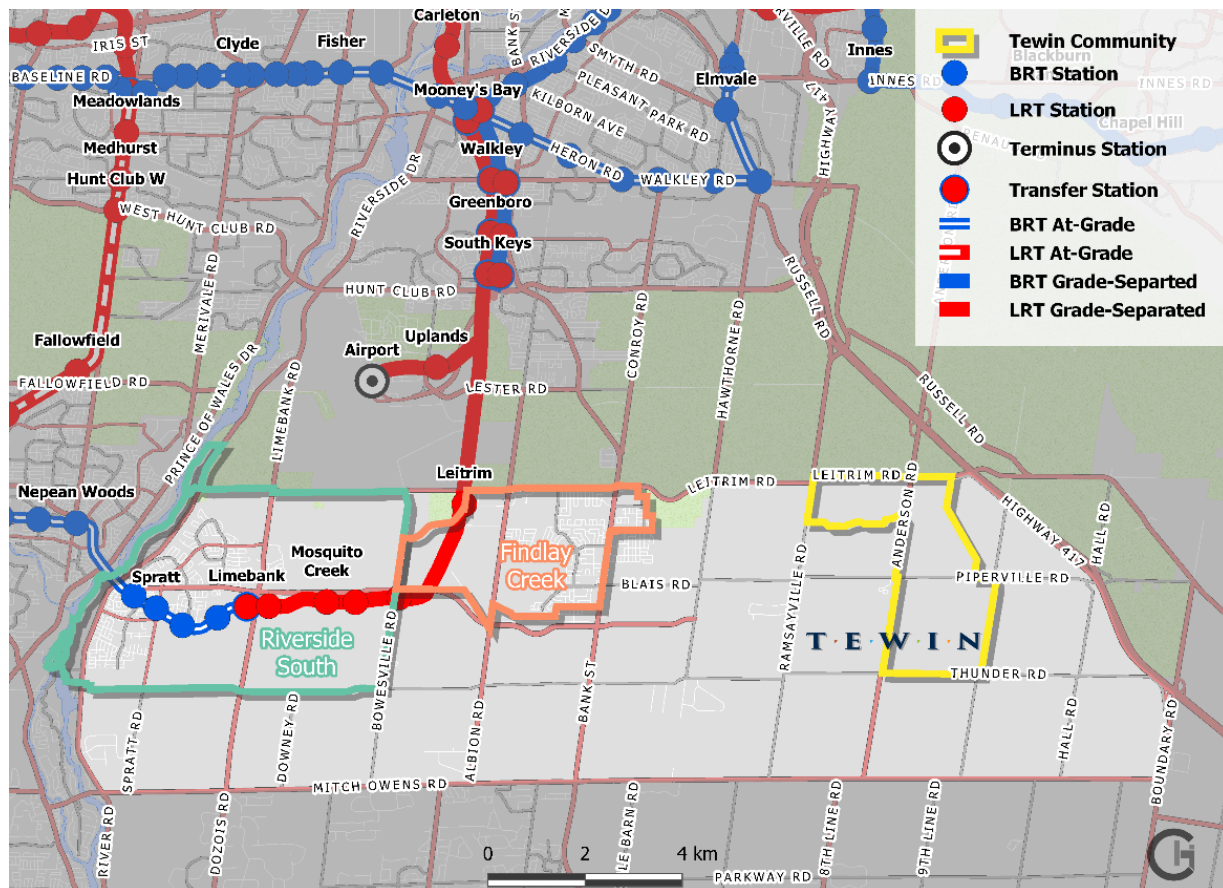 Carleton
BANK ST
RIVERSIDE D
IRIS ST
Clyde
Fisher
SMYTH RD
Innes
BASELINE RD
PLEASANT PARK RD
Elmvale
INNES
INNES RD
Meadowlands
Mooney's Bay
KILBORN AVE
HIGHWAY 417
Chapel Hill
Medhurst
Walkley
HERON RD
WALKLEY RD
RIVERSIDE DR
Hunt Club W
WEST HUNT CLUB RD
Greenboro
South Keys
MERIVALE RD
HUNT CLUB RD
RUSSELL RD
CONROY RD
HAWTHORNE RD
Fallowfield
Uplands
Airport
FALLOWFIELD RD
PRINCE OF WALES DR
LIMEBANK RD
LESTER RD
RUSSELL RD
Leitrim
LEITRIM RD
LEITRIM RD
Nepean Woods
ANDERSON RD
HIGHWAY 417
HALL RD
Spratt
Limebank
Mosquito
Creek
Findlay
Creek
BLAIS RD
PIPERVILLE RD
RAMSAYVILLE RD
Riverside
South
T·E·W·I·N
BOWESVILLE RD
THUNDER RD
SPRATT RD
DOWNEY RD
ALBION RD
BANK ST
HALL RD
BOUNDARY RD
MITCH OWENS RD
RIVER RD
DOZOIS RD
LE BARN RD
8TH LINE RD
9TH LINE RD
PARKWAY RD
0 2 4 km
Tewin Community
BRT Station
LRT Station
Terminus Station
Transfer Station
BRT At-Grade
LRT At-Grade
BRT Grade-Separted
LRT Grade-Separated
Blackburn